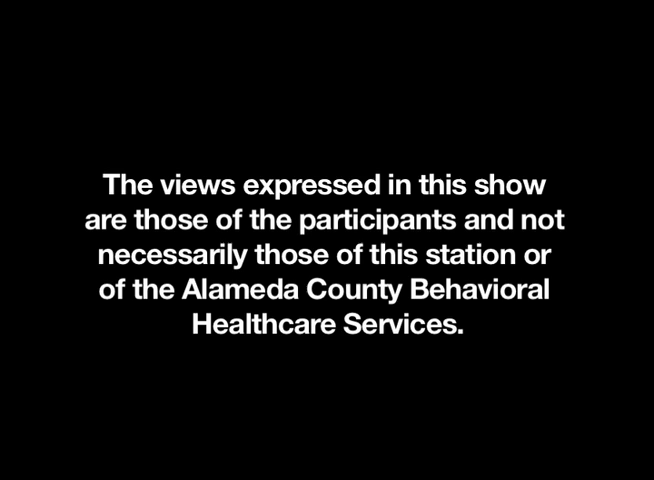 The views expressed in this show
are those of the participants and not
necessarily those of this station or
of the Alameda County Behavioral
Healthcare Services.